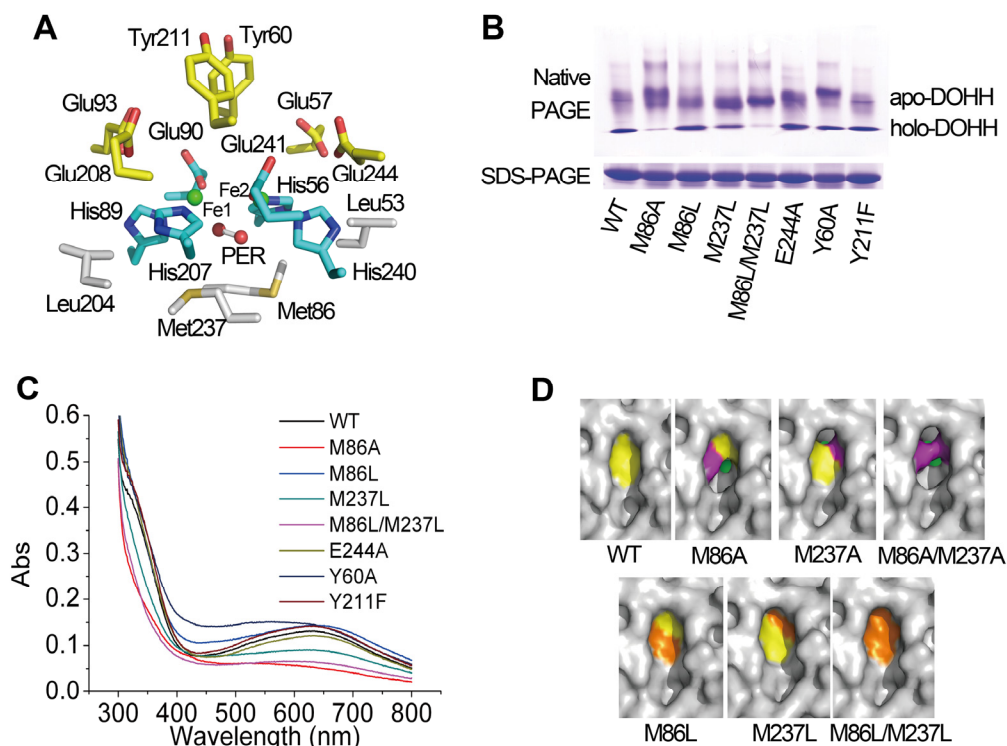 A
Tyr211 Tyr60
Glu93 Glu57
Glu90 Glu241
Glu208 Glu244
His89 Fe1 Fe2 His56 Leu53
PER
His207 His240
Leu204
Met237 Met86
B
Native
PAGE
apo-DOHH
holo-DOHH
SDS-PAGE
WT M86A M86L M237L M86L/M237L E244A Y60A Y211F
C
0.6
0.5
0.4
0.3
0.2
0.1
0.0
Abs
WT
M86A
M86L
M237L
M86L/M237L
E244A
Y60A
Y211F
300 400 500 600 700 800
Wavelength (nm)
D
WT M86A M237A M86A/M237A
M86L M237L M86L/M237L